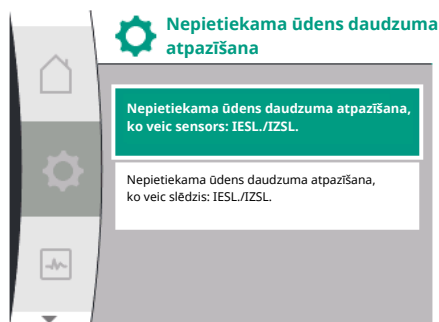 Nepietiekama ūdens daudzuma
atpazīšana
Nepietiekama ūdens daudzuma atpazīšana,
ko veic sensors: IESL./IZSL.
Nepietiekama ūdens daudzuma atpazīšana,
ko veic slēdzis: IESL./IZSL.